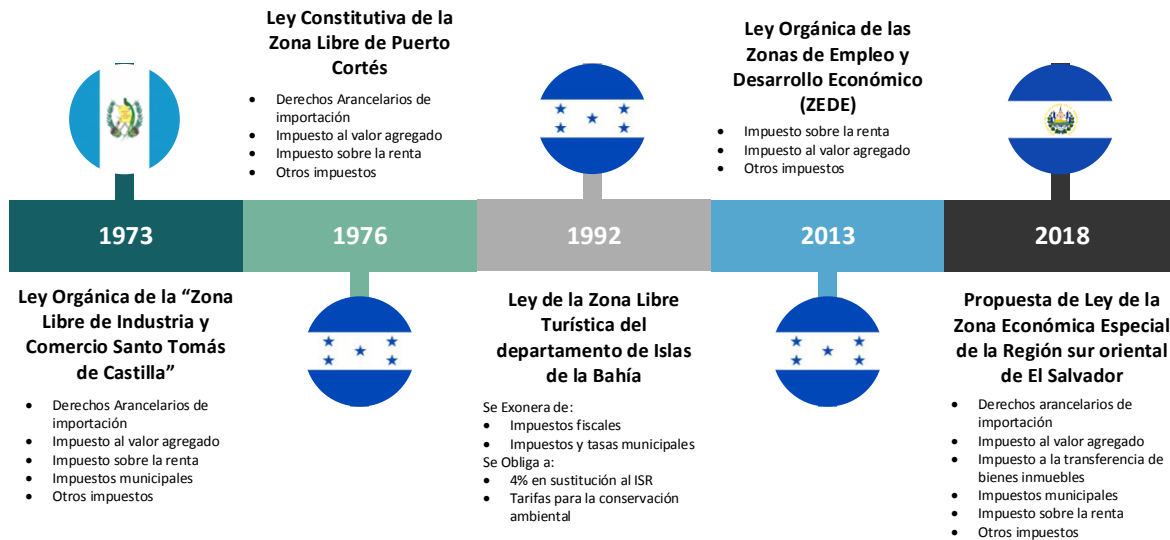 1973
Ley Orgánica de la “Zona
Libre de Industria y
Comercio Santo Tomás
de Castilla”
• Derechos Arancelarios de
importación
• Impuesto al valor agregado
• Impuesto sobre la renta
• Impuestos municipales
• Otros impuestos
Ley Constitutiva de la
Zona Libre de Puerto
Cortés
• Derechos Arancelarios de
importación
• Impuesto al valor agregado
• Impuesto sobre la renta
• Otros impuestos
1976
1992
Ley de la Zona Libre
Turística del
departamento de Islas
de la Bahía
Se Exonera de:
• Impuestos fiscales
• Impuestos y tasas municipales
Se Obliga a:
• 4% en sustitución al ISR
• Tarifas para la conservación
ambiental
Ley Orgánica de las
Zonas de Empleo y
Desarrollo Económico
(ZEDE)
• Impuesto sobre la renta
• Impuesto al valor agregado
• Otros impuestos
2013
2018
Propuesta de Ley de la
Zona Económica Especial
de la Región sur oriental
de El Salvador
• Derechos arancelarios de
importación
• Impuesto al valor agregado
• Impuesto a la transferencia de
bienes inmuebles
• Impuestos municipales
• Impuesto sobre la renta
• Otros impuestos